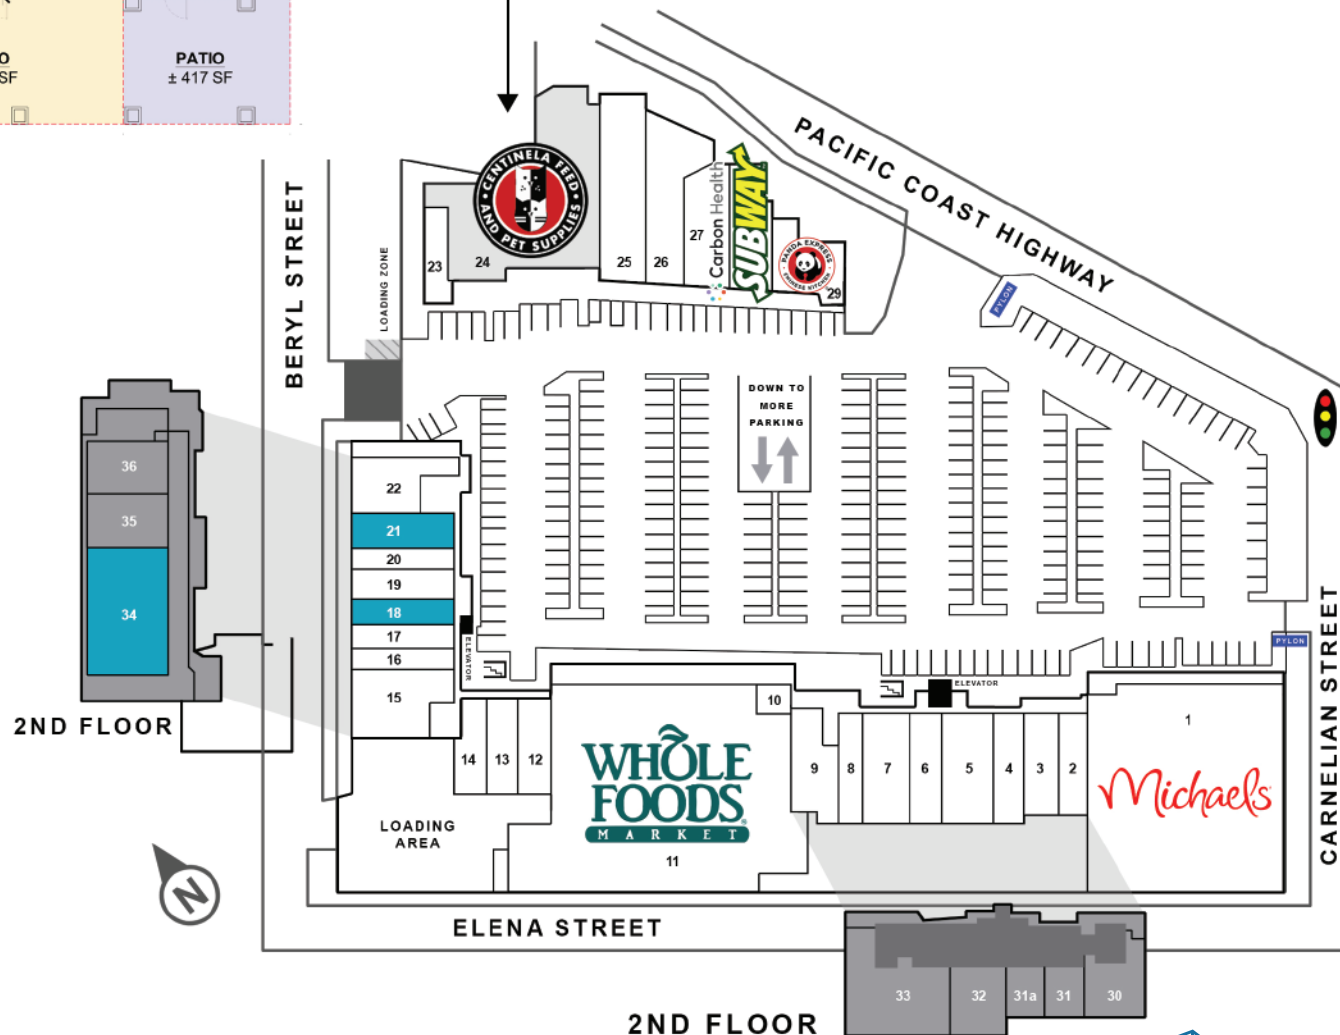 O
SF
PATIO
± 417 SF
PACIFIC COAST HIGHWAY
BERYL STREET
LOADING ZONE
CENTINELA FEED
AND PET SUPPLIES
23
24
25
26
27
Carbon Health
SUBWAY
PANDA EXPRESS
CHINESE KITCHEN
29
PYLON
DOWN TO
MORE
PARKING
36
35
34
2ND FLOOR
22
21
20
19
18
17
16
15
ELEVATOR
14
13
12
10
WHOLE
FOODS
MARKET
11
9
8
7
6
5
4
3
2
ELEVATOR
1
Michaels
PYLON
CARNELIAN STREET
LOADING
AREA
N
ELENA STREET
33
32
31a
31
30
2ND FLOOR